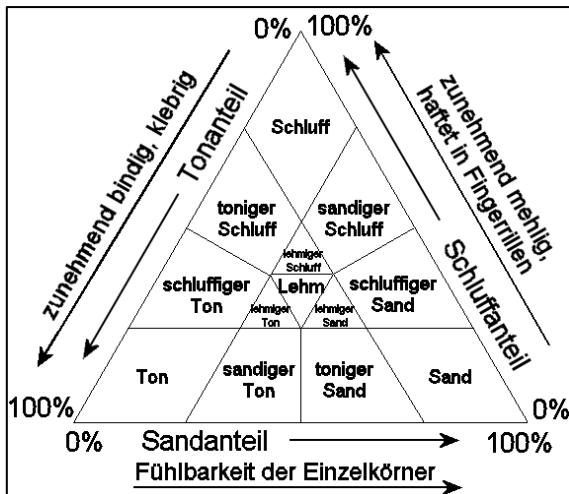 0% 100%
zunehmend bindig, klebrig
Tonanteil
zunehmend mehlig,
haftet in Fingerrillen
Schluffanteil
Schluff
toniger
Schluff
sandiger
Schluff
lehmiger
Schluff
Lehm
schluffiger
Ton
schluffiger
Sand
lehmiger
Ton
lehmiger
Sand
Ton
sandiger
Ton
toniger
Sand
Sand
100%
0%
0%
Sandanteil
100%
Fühlbarkeit der Einzelkörner